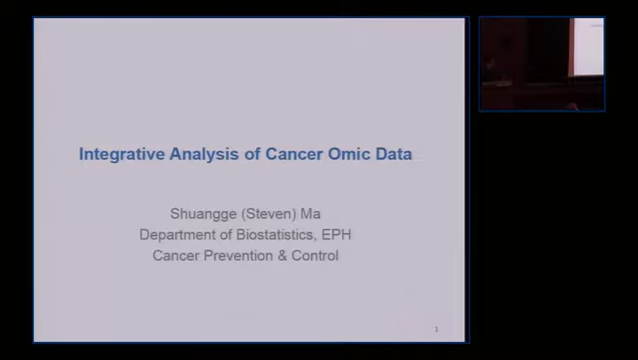 Integrative Analysis of Cancer Omic Data
Shuangge (Steven) Ma
Department of Biostatistics, EPH
Cancer Prevention & Control
1